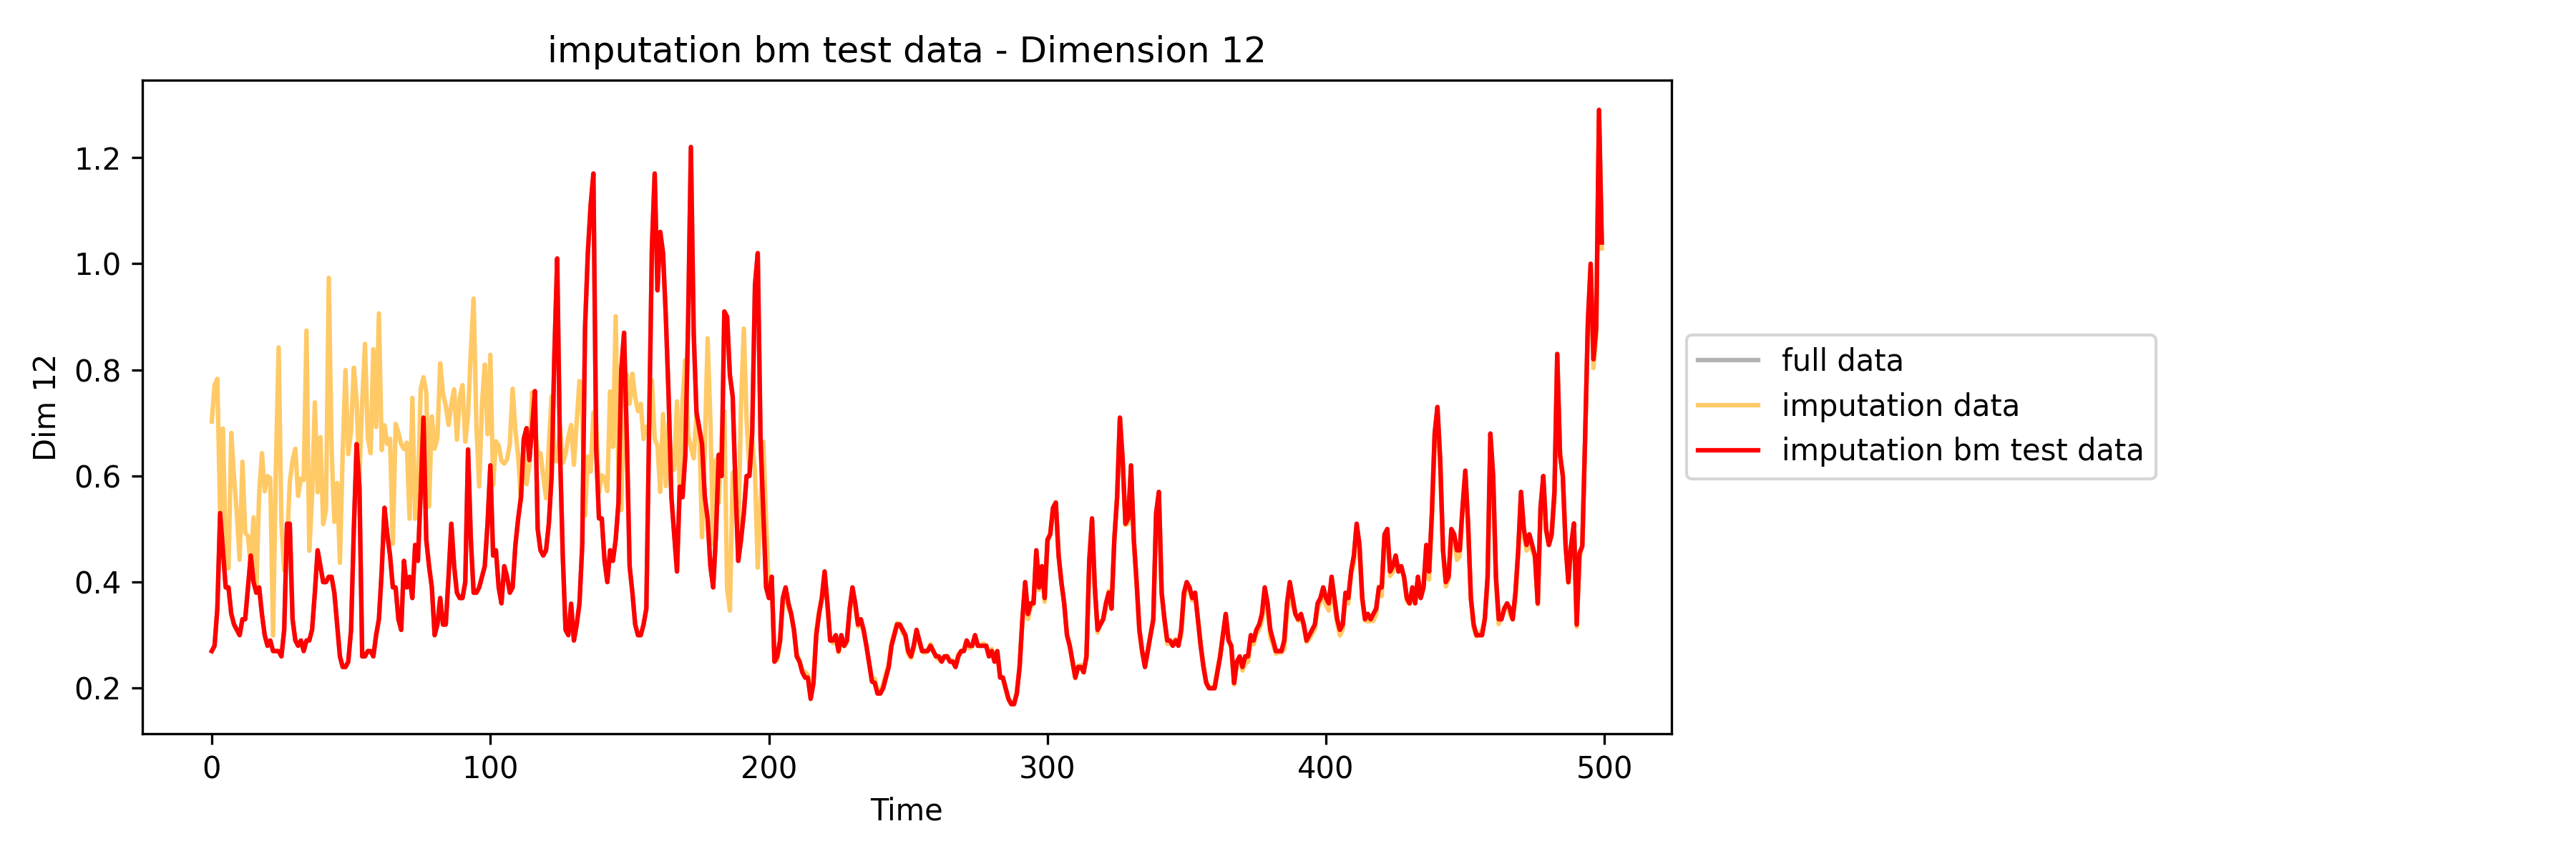 imputation bm test data - Dimension 12
1.2
1.0
0.8
0.6
0.4
0.2
Dim 12
0 100 200 300 400 500
Time
full data
imputation data
imputation bm test data